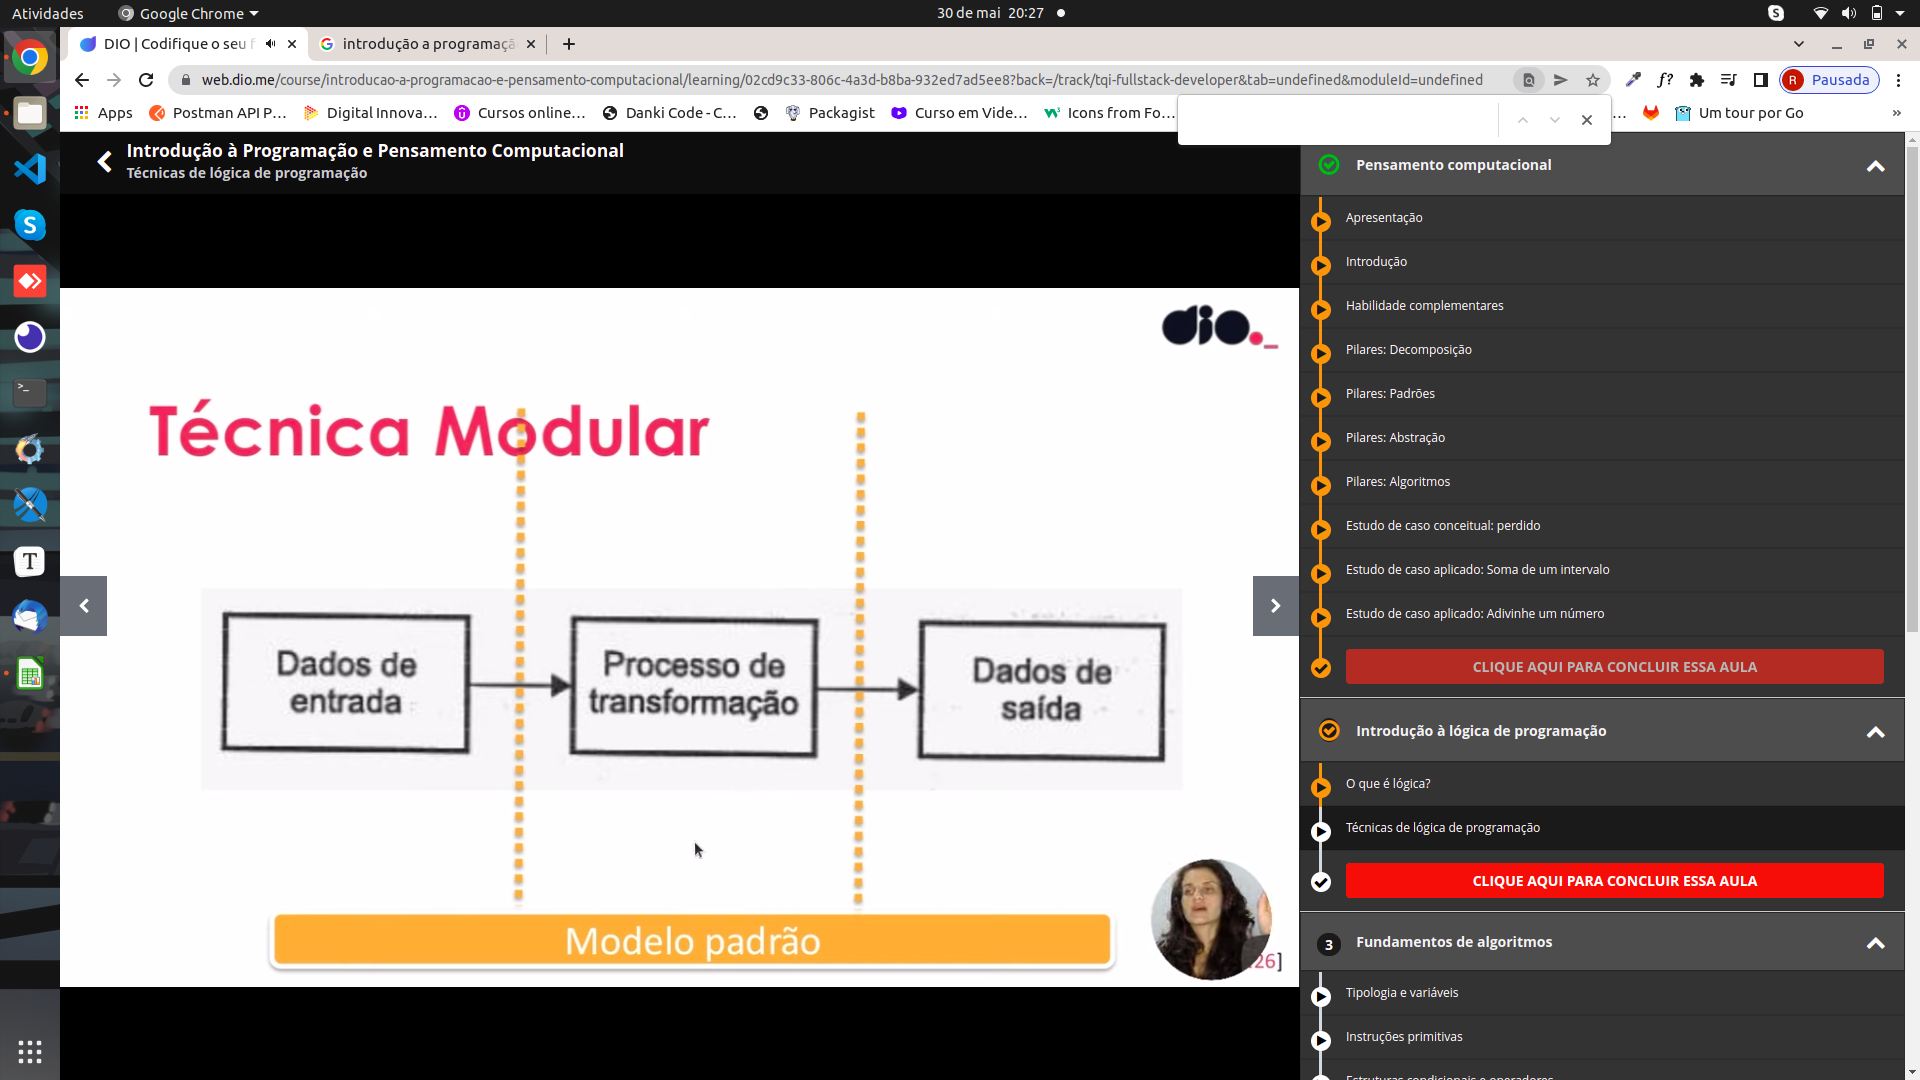 Atividades
Google Chrome
30 de mai 20:27
DIO | Codifique o seu f
introdução a programaçã
web.dio.me/course/introducao-a-programacao-e-pensamento-computacional/learning/02cd9c33-806c-4a3d-b8ba-932ed7ad5ee8?back=/track/tqi-fullstack-developer&tab=undefined&moduleId=undefined
f?
R Pausada
Apps
Postman API P...
Digital Innova...
Cursos online...
Danki Code - C...
Packagist
Curso em Vide...
Icons from Fo...
...
Um tour por Go
»
Introdução à Programação e Pensamento Computacional
Técnicas de lógica de programação
dio._
Técnica Modular
Dados de
entrada
Processo de
transformação
Dados de
saída
Modelo padrão
26]
Pensamento computacional
Apresentação
Introdução
Habilidade complementares
Pilares: Decomposição
Pilares: Padrões
Pilares: Abstração
Pilares: Algoritmos
Estudo de caso conceitual: perdido
Estudo de caso aplicado: Soma de um intervalo
Estudo de caso aplicado: Adivinhe um número
CLIQUE AQUI PARA CONCLUIR ESSA AULA
Introdução à lógica de programação
O que é lógica?
Técnicas de lógica de programação
CLIQUE AQUI PARA CONCLUIR ESSA AULA
3 Fundamentos de algoritmos
Tipologia e variáveis
Instruções primitivas
Estruturas condicionais e operadores